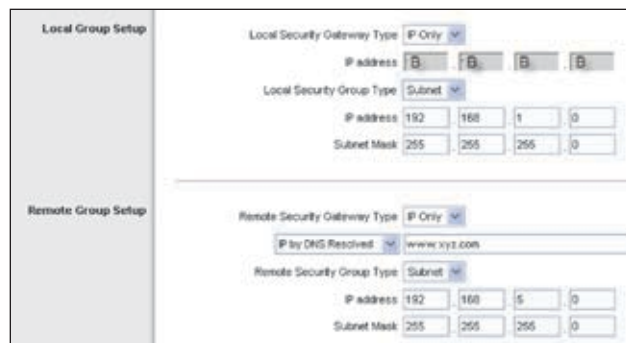 Local Group Setup
Local Security Gateway Type IP Only
IP address B. B. B. B.
Local Security Group Type Subnet
IP address 192 . 168 . 1 . 0
Subnet Mask 255 . 255 . 255 . 0
Remote Group Setup
Remote Security Gateway Type IP Only
IP by DNS Resolved www.xyz.com
Remote Security Group Type Subnet
IP address 192 . 168 . 5 . 0
Subnet Mask 255 . 255 . 255 . 0